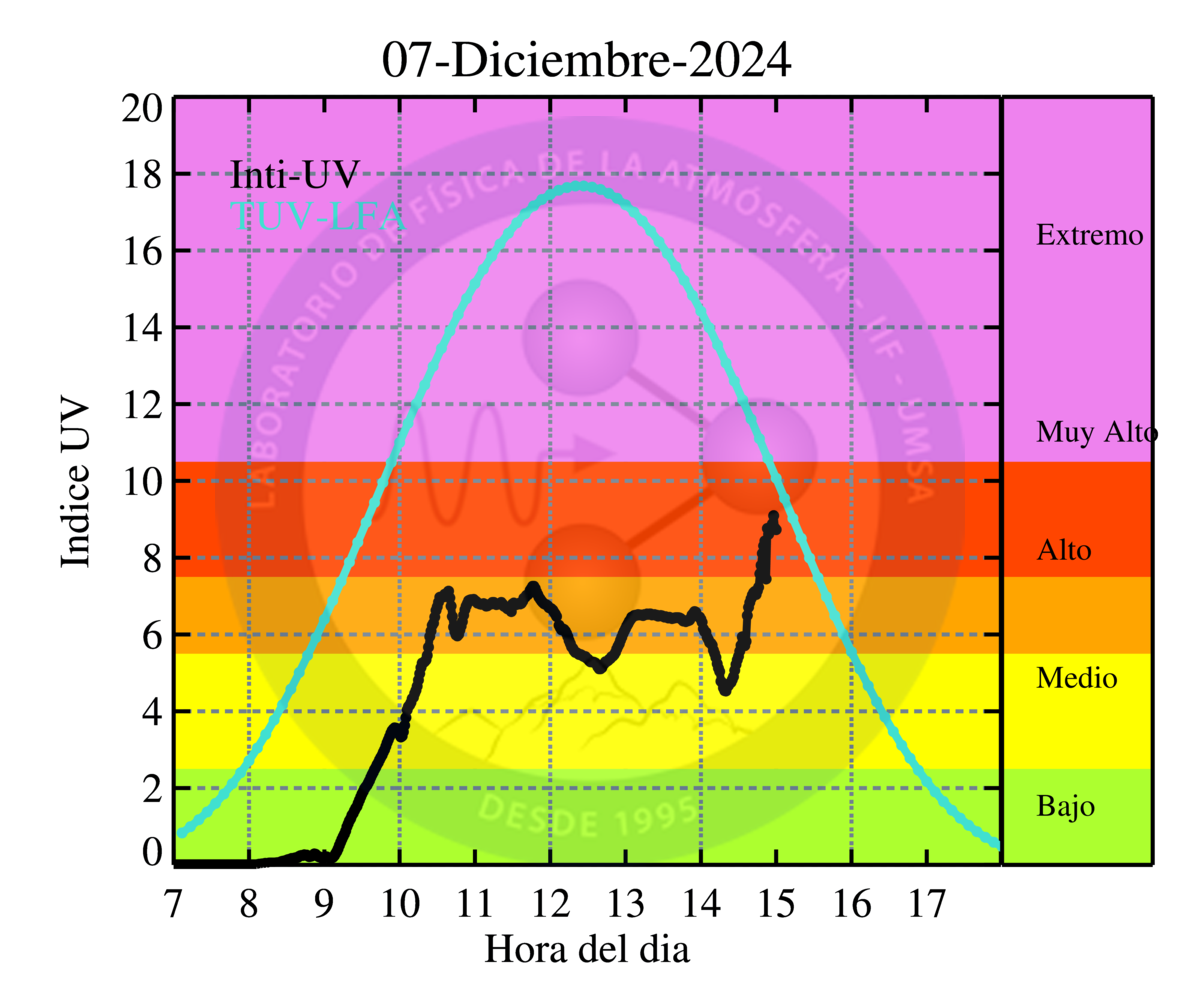 07-Diciembre-2024
Inti-UV
TUV-LFA
LABORATORIO DE FÍSICA DE LA ATMÓSFERA - IIF - UMSA
DESDE 1995
Indice UV
20
18
16
14
12
10
8
6
4
2
0
Extremo
Muy Alto
Alto
Medio
Bajo
7 8 9 10 11 12 13 14 15 16 17
Hora del dia